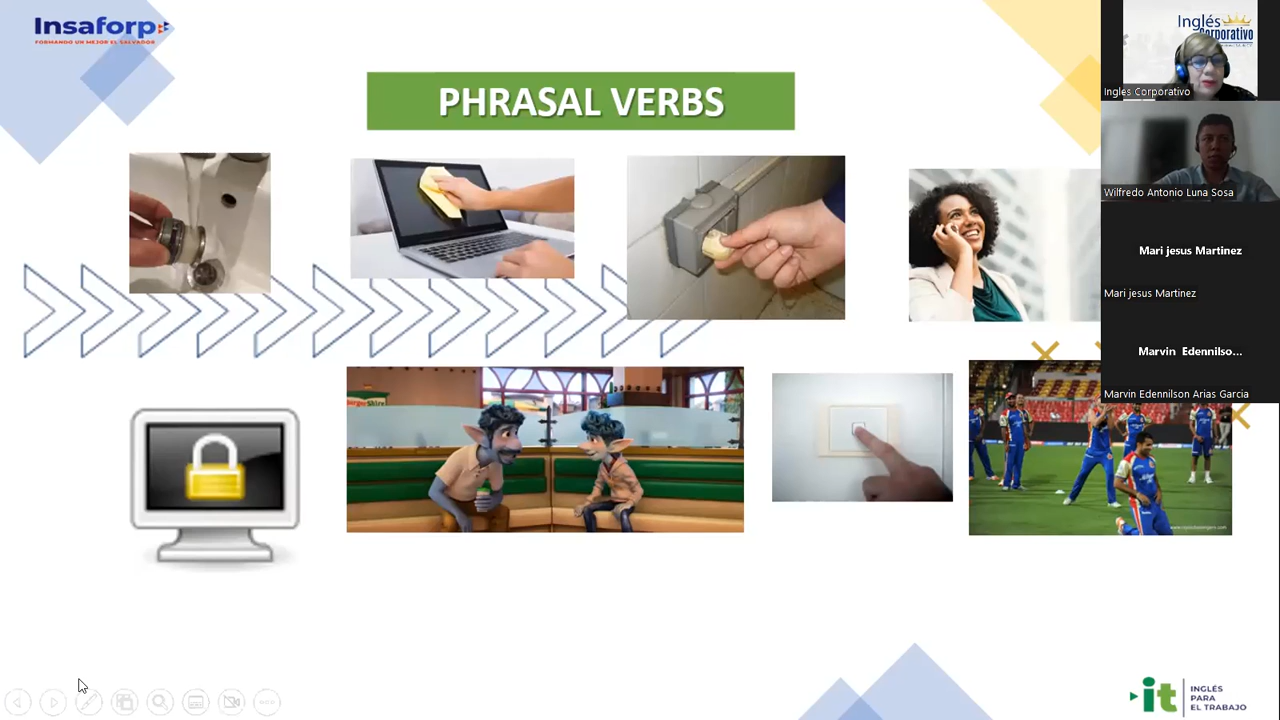 Insaforp
FORMANDO UN MEJOR EL SALVADOR
PHRASAL VERBS
BurgerShire
it
INGLÉS
PARA
EL TRABAJO
Inglés
Corporativo
Ingles Corporativo
Wilfredo Antonio Luna Sosa
Mari jesus Martinez
Mari jesus Martinez
Marvin Edennilso...
Marvin Edennilson Arias Garcia